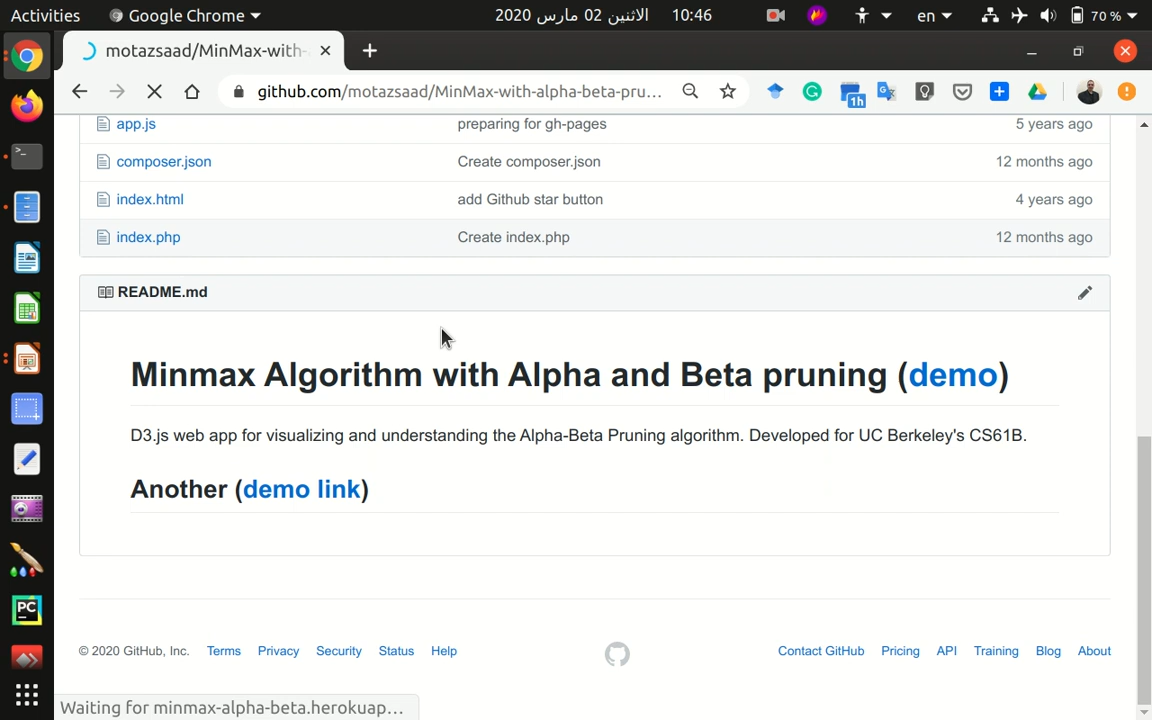 Activities Google Chrome الاثنين 02 مارس 2020 10:46 en 70 %
motazsaad/MinMax-with-
github.com/motazsaad/MinMax-with-alpha-beta-pru... 1h
app.js preparing for gh-pages 5 years ago
composer.json Create composer.json 12 months ago
index.html add Github star button 4 years ago
index.php Create index.php 12 months ago
README.md
Minmax Algorithm with Alpha and Beta pruning (demo)
D3.js web app for visualizing and understanding the Alpha-Beta Pruning algorithm. Developed for UC Berkeley's CS61B.
Another (demo link)
PC
© 2020 GitHub, Inc. Terms Privacy Security Status Help Contact GitHub Pricing API Training Blog About
Waiting for minmax-alpha-beta.herokuap...